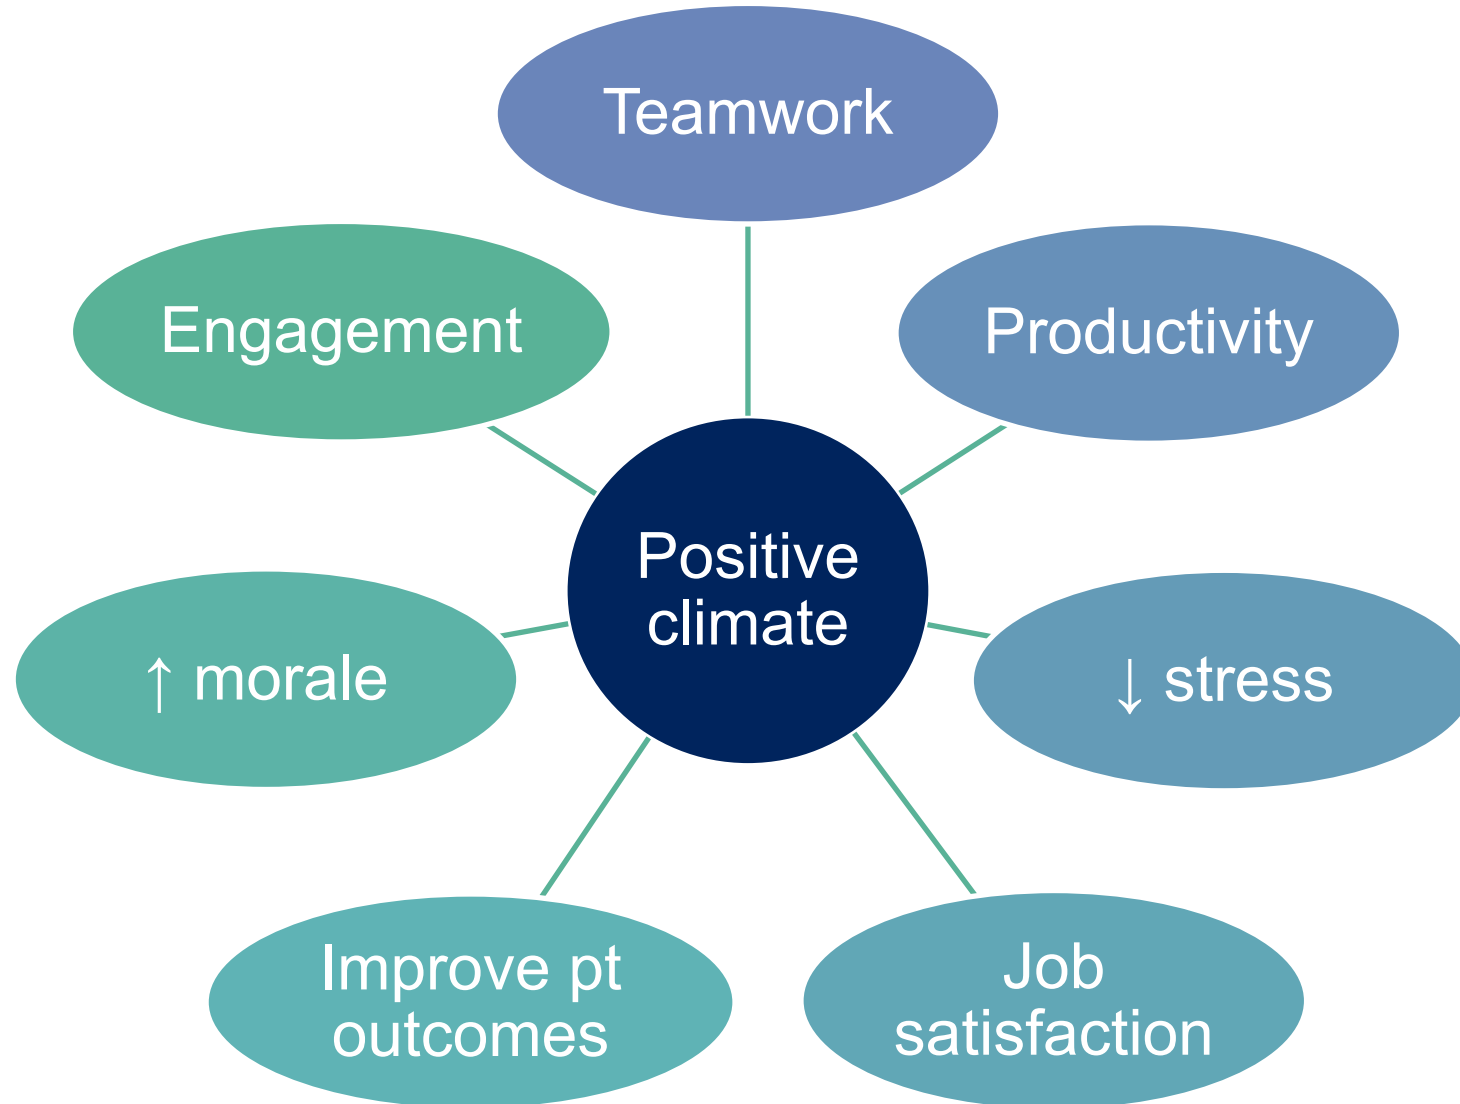 Teamwork
Engagement
Productivity
Positive
climate
↑ morale
↓ stress
Improve pt
outcomes
Job
satisfaction